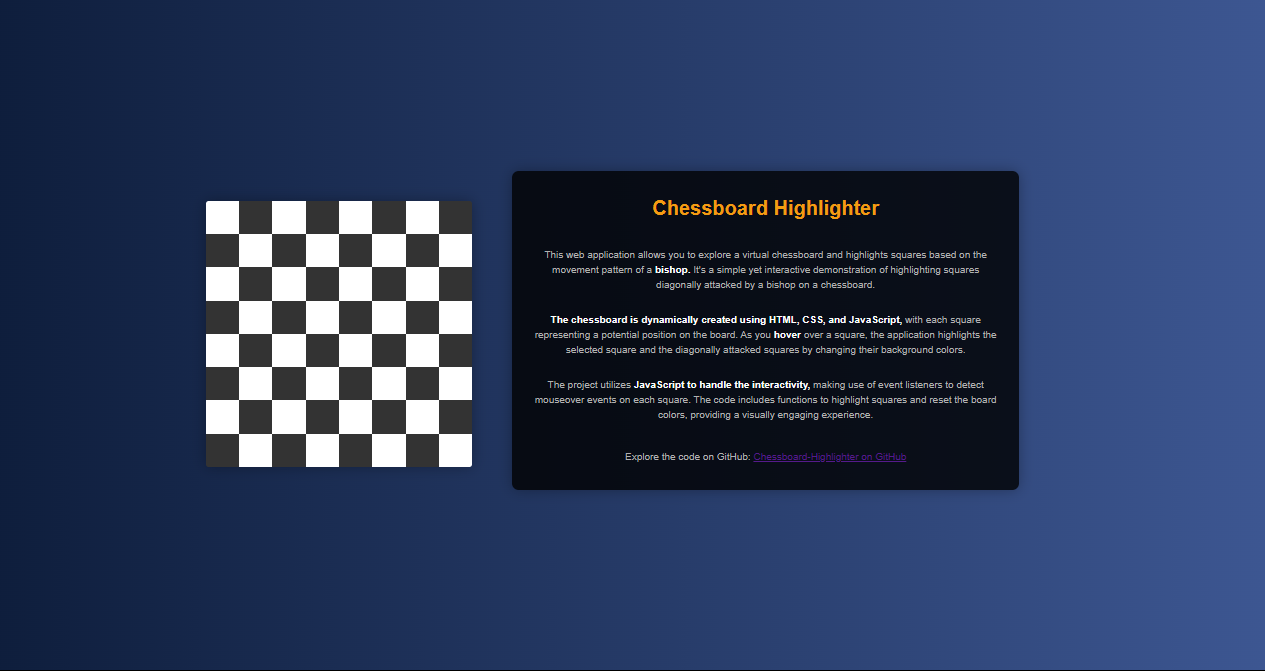 Chessboard Highlighter
This web application allows you to explore a virtual chessboard and highlights squares based on the
movement pattern of a bishop. It's a simple yet interactive demonstration of highlighting squares
diagonally attacked by a bishop on a chessboard.
The chessboard is dynamically created using HTML, CSS, and JavaScript, with each square
representing a potential position on the board. As you hover over a square, the application highlights the
selected square and the diagonally attacked squares by changing their background colors.
The project utilizes JavaScript to handle the interactivity, making use of event listeners to detect
mouseover events on each square. The code includes functions to highlight squares and reset the board
colors, providing a visually engaging experience.
Explore the code on GitHub: Chessboard-Highlighter on GitHub